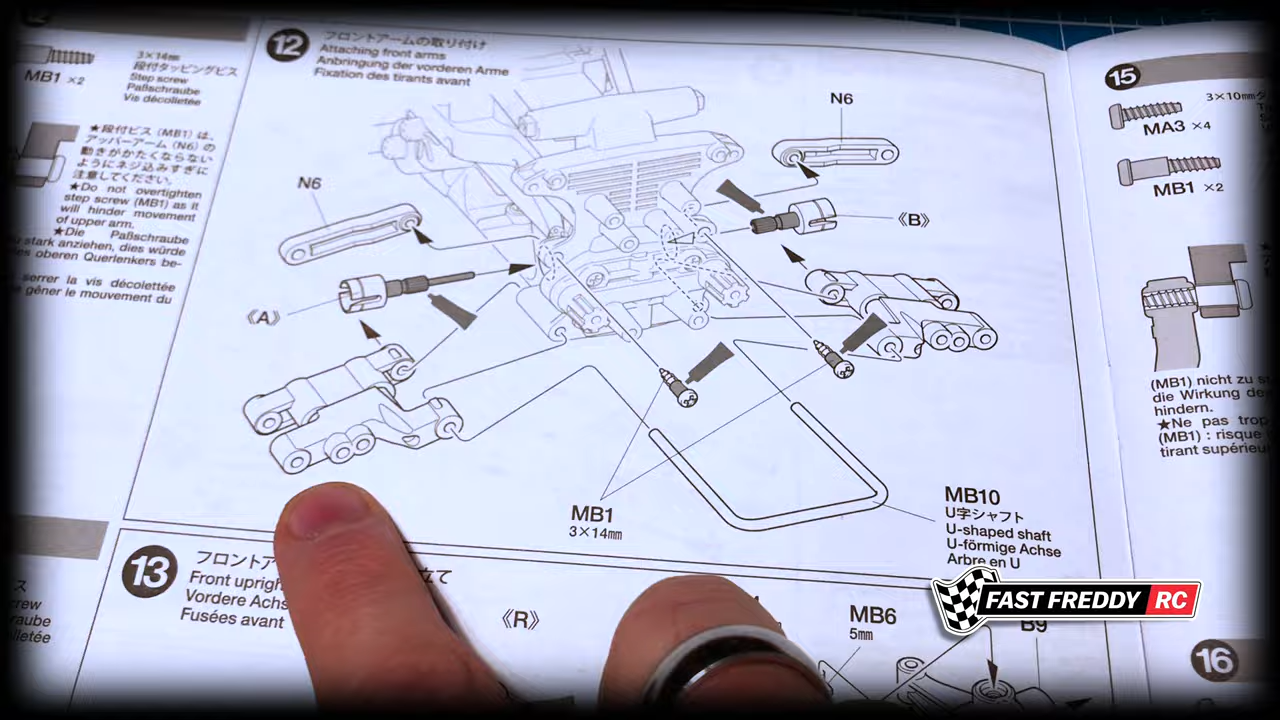 MB1 ×2
3×14mm
段付タッピングビス
Step screw
Paßschraube
Vis décolletée
★段付ビス (MB1) は、
アッパーアーム (N6) の
動きがかたくならない
ようにネジ込みすぎに
注意してください。
★Do not overtighten
step screw (MB1) as it
will hinder movement
of upper arm.
★Die Paßschraube
stark anziehen, dies würde
oberen Querlenkers be-
serrer la vis décolletée
gêner le mouvement du
12
フロントアームの取り付け
Attaching front arms
Anbringung der vorderen Arme
Fixation des tirants avant
N6
N6
《B》
《A》
MB1
3×14mm
MB10
U字シャフト
U-shaped shaft
U-förmige Achse
Arbre en U
13
Fusées avant
《R》
MB6
5mm
B9
15
3×10mm
MA3 ×4
MB1 ×2
(MB1) nicht zu
die Wirkung
hindern.
★Ne pas trop
(MB1) : risque
tirant
16
FAST FREDDY RC